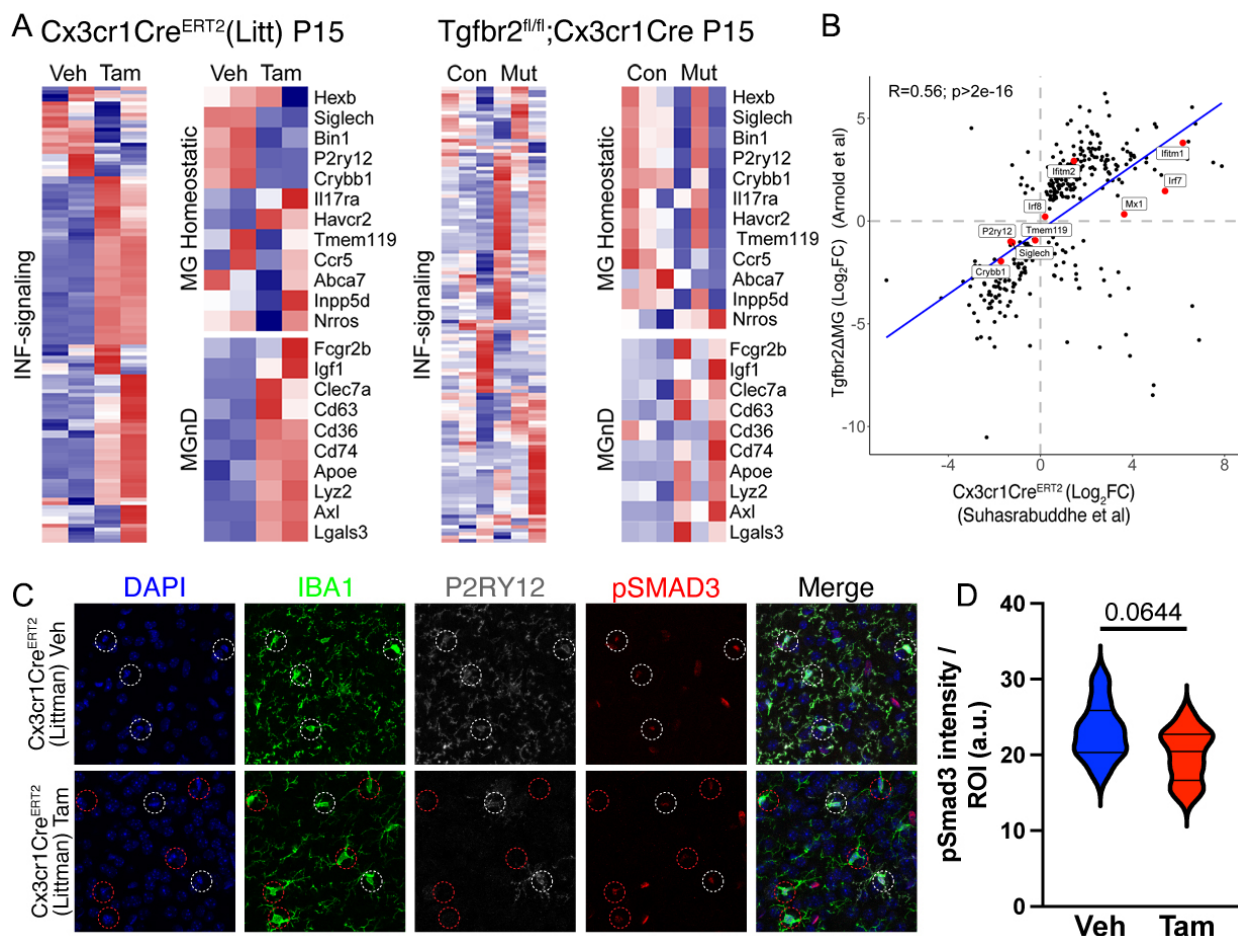 A Cx3cr1Cre^ERT2(Litt) P15
Veh Tam
INF-signaling
Veh Tam
MG Homeostatic
Hexb
Siglech
Bin1
P2ry12
Crybb1
Il17ra
Havcr2
Tmem119
Ccr5
Abca7
Inpp5d
Nrros
MGnD
Fcgr2b
Igf1
Clec7a
Cd63
Cd36
Cd74
Apoe
Lyz2
Axl
Lgals3
Tgfbr2^fl/fl;Cx3cr1Cre P15
Con Mut
INF-signaling
Con Mut
MG Homeostatic
Hexb
Siglech
Bin1
P2ry12
Crybb1
Il17ra
Havcr2
Tmem119
Ccr5
Abca7
Inpp5d
Nrros
MGnD
Fcgr2b
Igf1
Clec7a
Cd63
Cd36
Cd74
Apoe
Lyz2
Axl
Lgals3
B
R=0.56; p>2e-16
Tgfbr2ΔMG (Log₂FC) (Arnold et al)
5
0
-5
-10
Ifitm1
Ifitm2
Irf7
Irf8
Mx1
P2ry12
Tmem119
Siglech
Crybb1
-4 0 4 8
Cx3cr1Cre^ERT2 (Log₂FC)
(Suhasrabuddhe et al)
C
DAPI IBA1 P2RY12 pSMAD3 Merge
Cx3cr1Cre^ERT2
(Littman) Veh
Cx3cr1Cre^ERT2
(Littman) Tam
D
pSmad3 intensity /
ROI (a.u.)
40
30
20
10
0
0.0644
Veh Tam